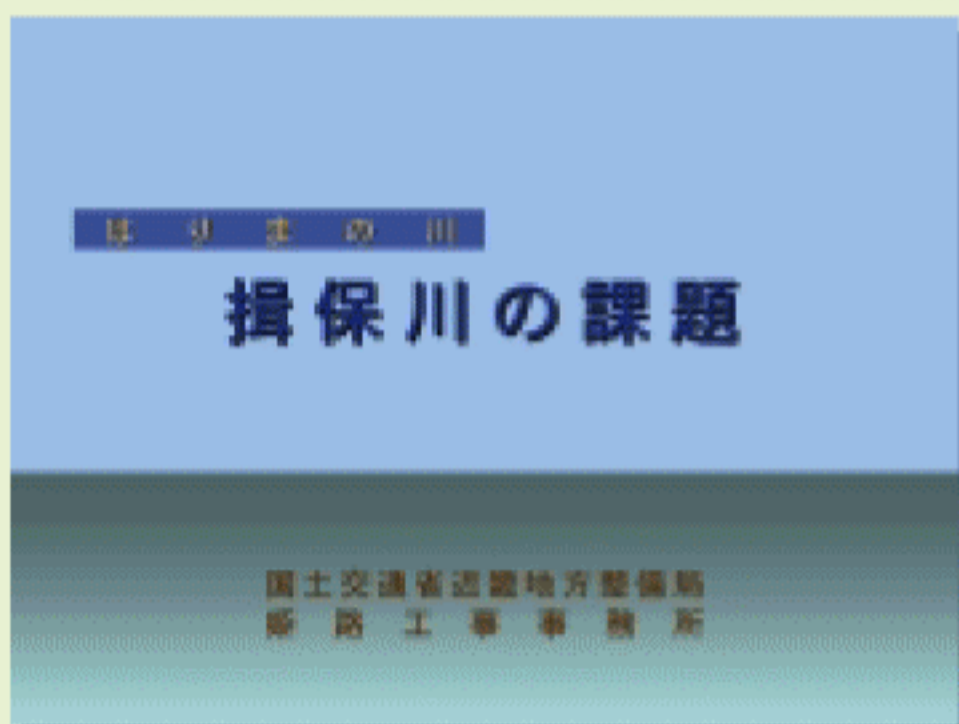 揖保川の課題
国土交通省近畿地方整備局
姫路工事事務所